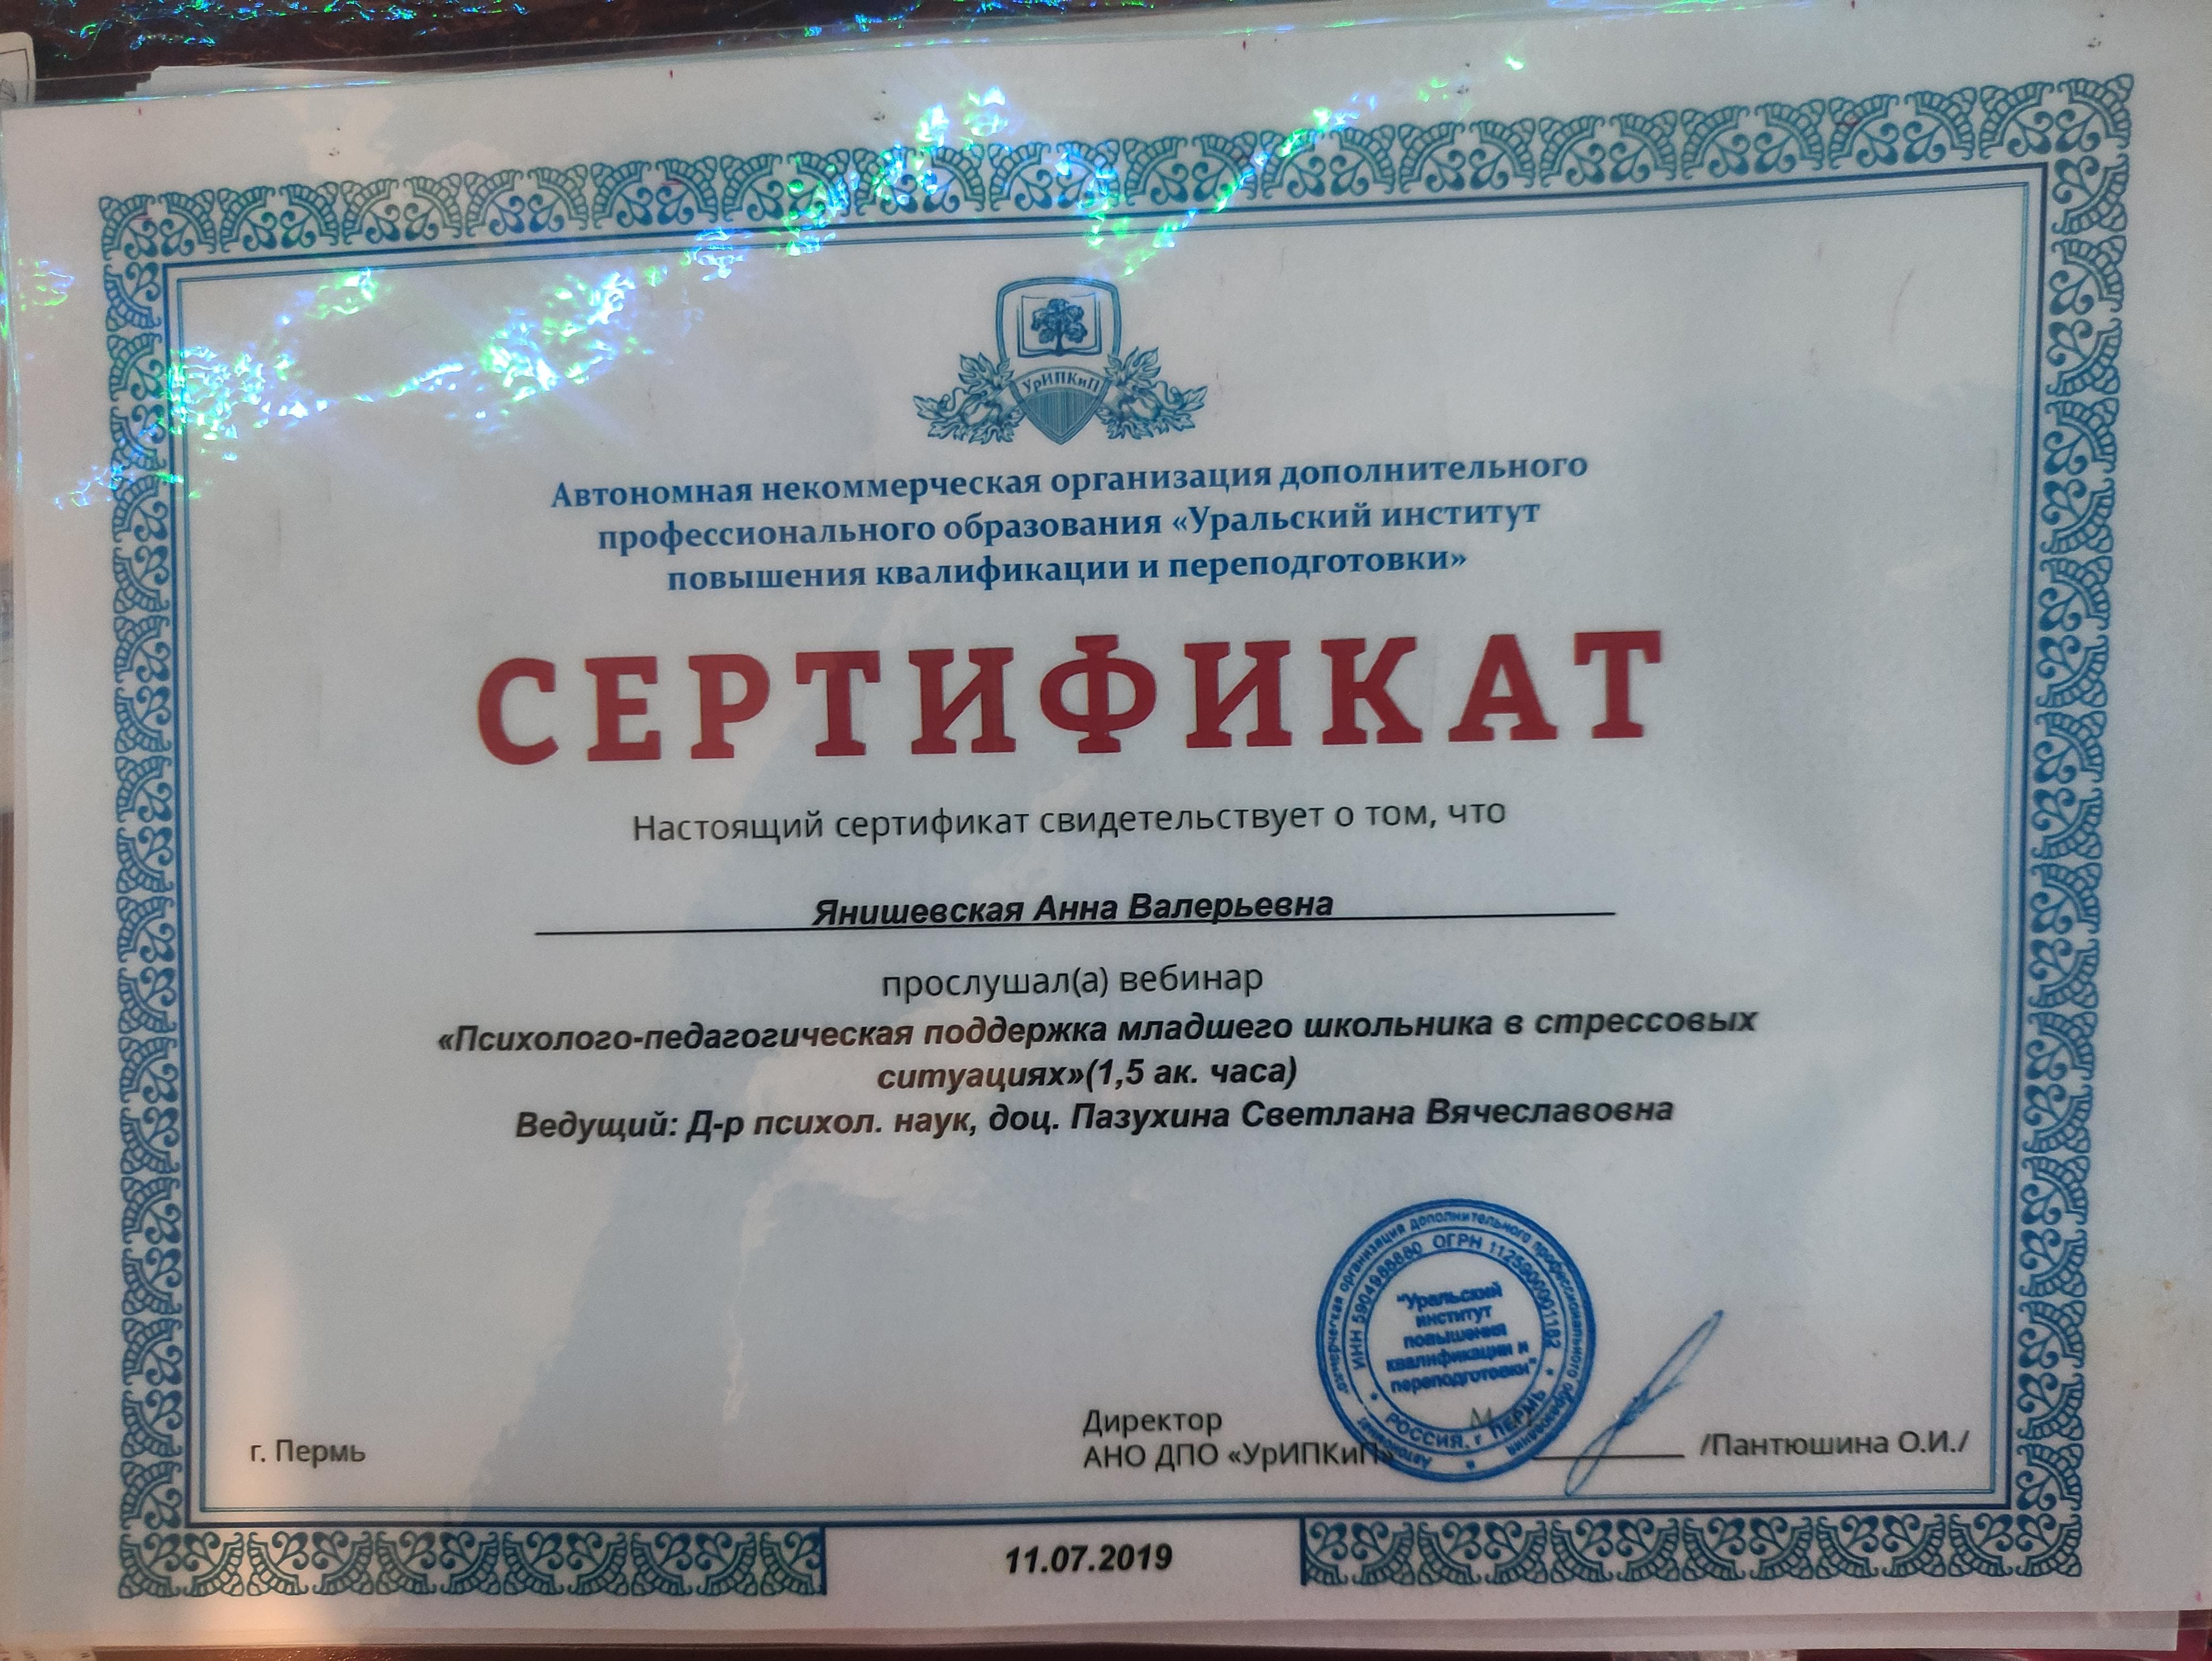 УрИПКиП
Автономная некоммерческая организация дополнительного
профессионального образования «Уральский институт
повышения квалификации и переподготовки»
СЕРТИФИКАТ
Настоящий сертификат свидетельствует о том, что
Янишевская Анна Валерьевна
прослушал(а) вебинар
«Психолого-педагогическая поддержка младшего школьника в стрессовых
ситуациях»(1,5 ак. часа)
Ведущий: Д-р психол. наук, доц. Пазухина Светлана Вячеславовна
организация дополнительного профессионального образования
ИНН 5904988880 ОГРН 1125900001182
"Уральский
институт
повышения
квалификации и
переподготовки"
РОССИЯ, г ПЕРМЬ
г. Пермь
Директор
АНО ДПО «УрИПКиП»
/Пантюшина О.И./
11.07.2019